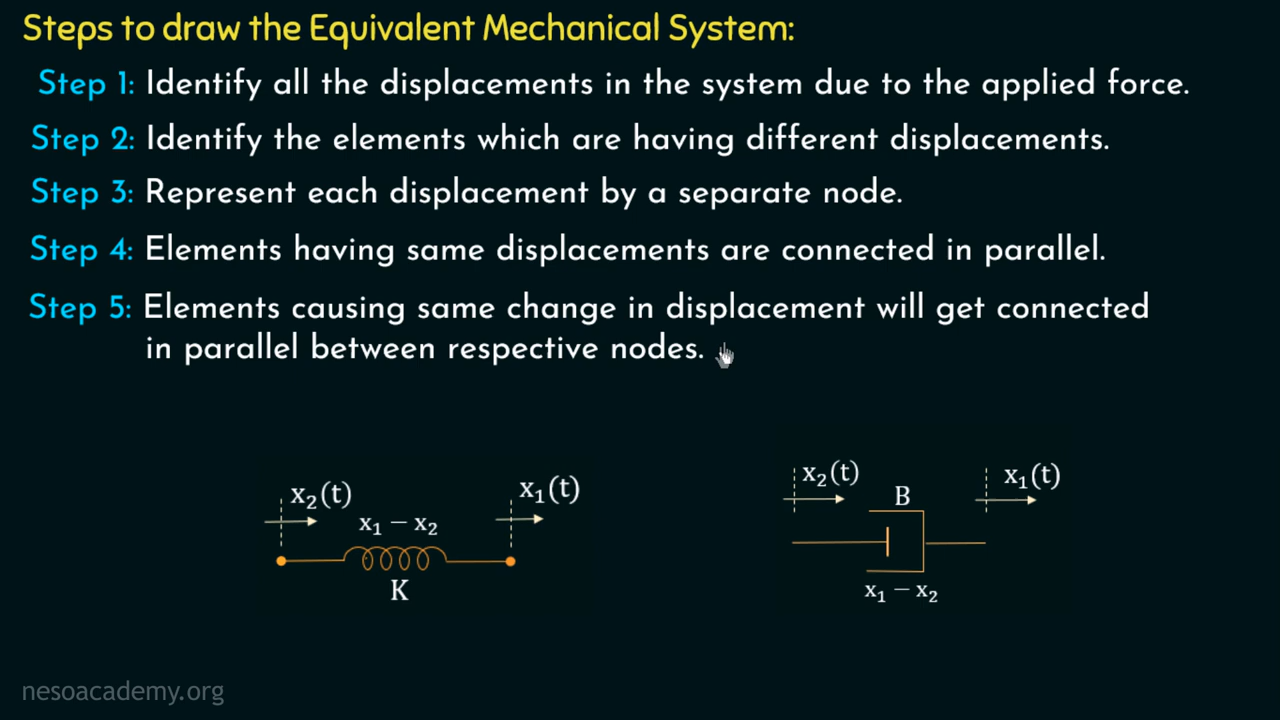 Steps to draw the Equivalent Mechanical System:
Step 1: Identify all the displacements in the system due to the applied force.
Step 2: Identify the elements which are having different displacements.
Step 3: Represent each displacement by a separate node.
Step 4: Elements having same displacements are connected in parallel.
Step 5: Elements causing same change in displacement will get connected
in parallel between respective nodes.
x₂(t)
x₁(t)
x₁ − x₂
K
x₂(t)
x₁(t)
B
x₁ − x₂
nesoacademy.org